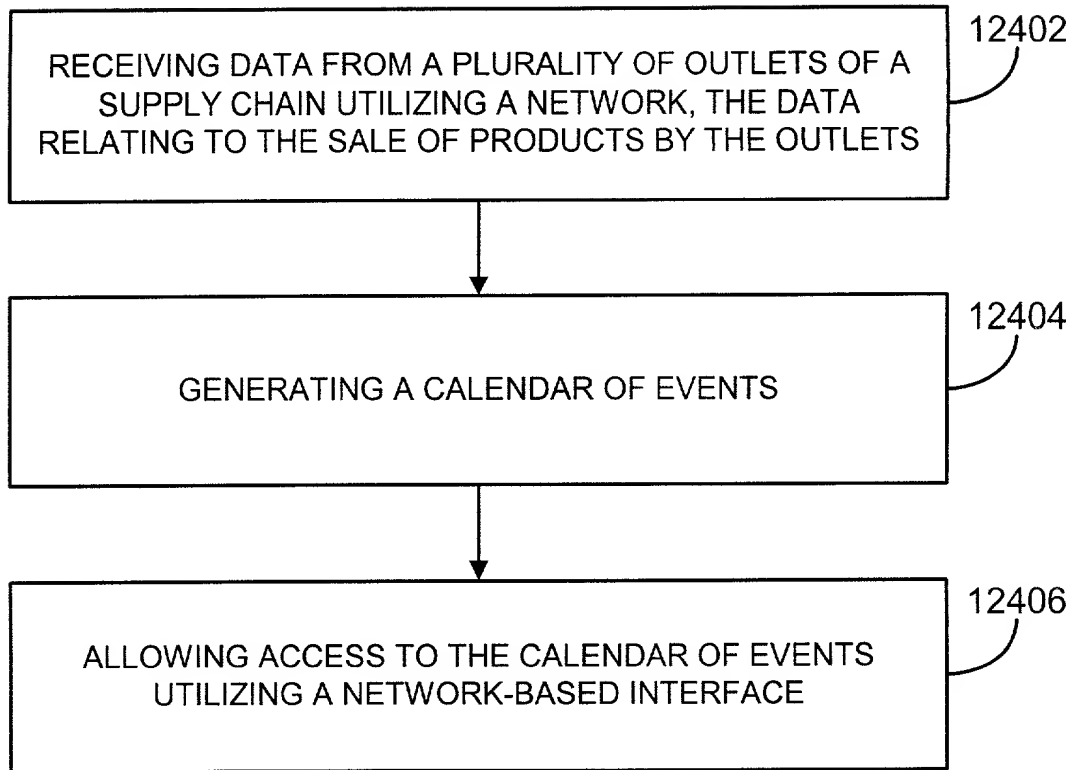 12402
RECEIVING DATA FROM A PLURALITY OF OUTLETS OF A
SUPPLY CHAIN UTILIZING A NETWORK, THE DATA
RELATING TO THE SALE OF PRODUCTS BY THE OUTLETS
12404
GENERATING A CALENDAR OF EVENTS
12406
ALLOWING ACCESS TO THE CALENDAR OF EVENTS
UTILIZING A NETWORK-BASED INTERFACE